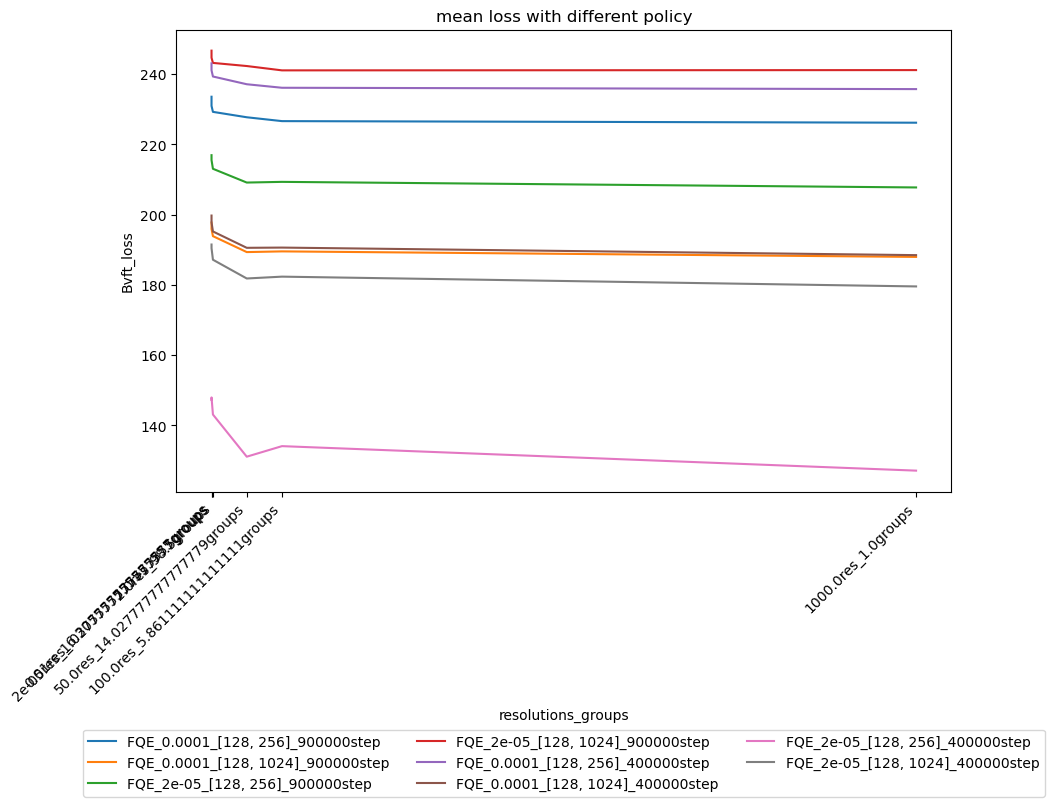 mean loss with different policy
240
220
200
180
160
140
Bvft_loss
50.0res_14.027777777777779groups
100.0res_5.861111111111111groups
1000.0res_1.0groups
resolutions_groups
FQE_0.0001_[128, 256]_900000step
FQE_0.0001_[128, 1024]_900000step
FQE_2e-05_[128, 256]_900000step
FQE_2e-05_[128, 1024]_900000step
FQE_0.0001_[128, 256]_400000step
FQE_0.0001_[128, 1024]_400000step
FQE_2e-05_[128, 256]_400000step
FQE_2e-05_[128, 1024]_400000step